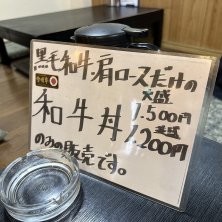 黒毛和牛肩ロースだけの
和牛丼
大盛
1.500円
並盛
1.200円
のみの販売です。